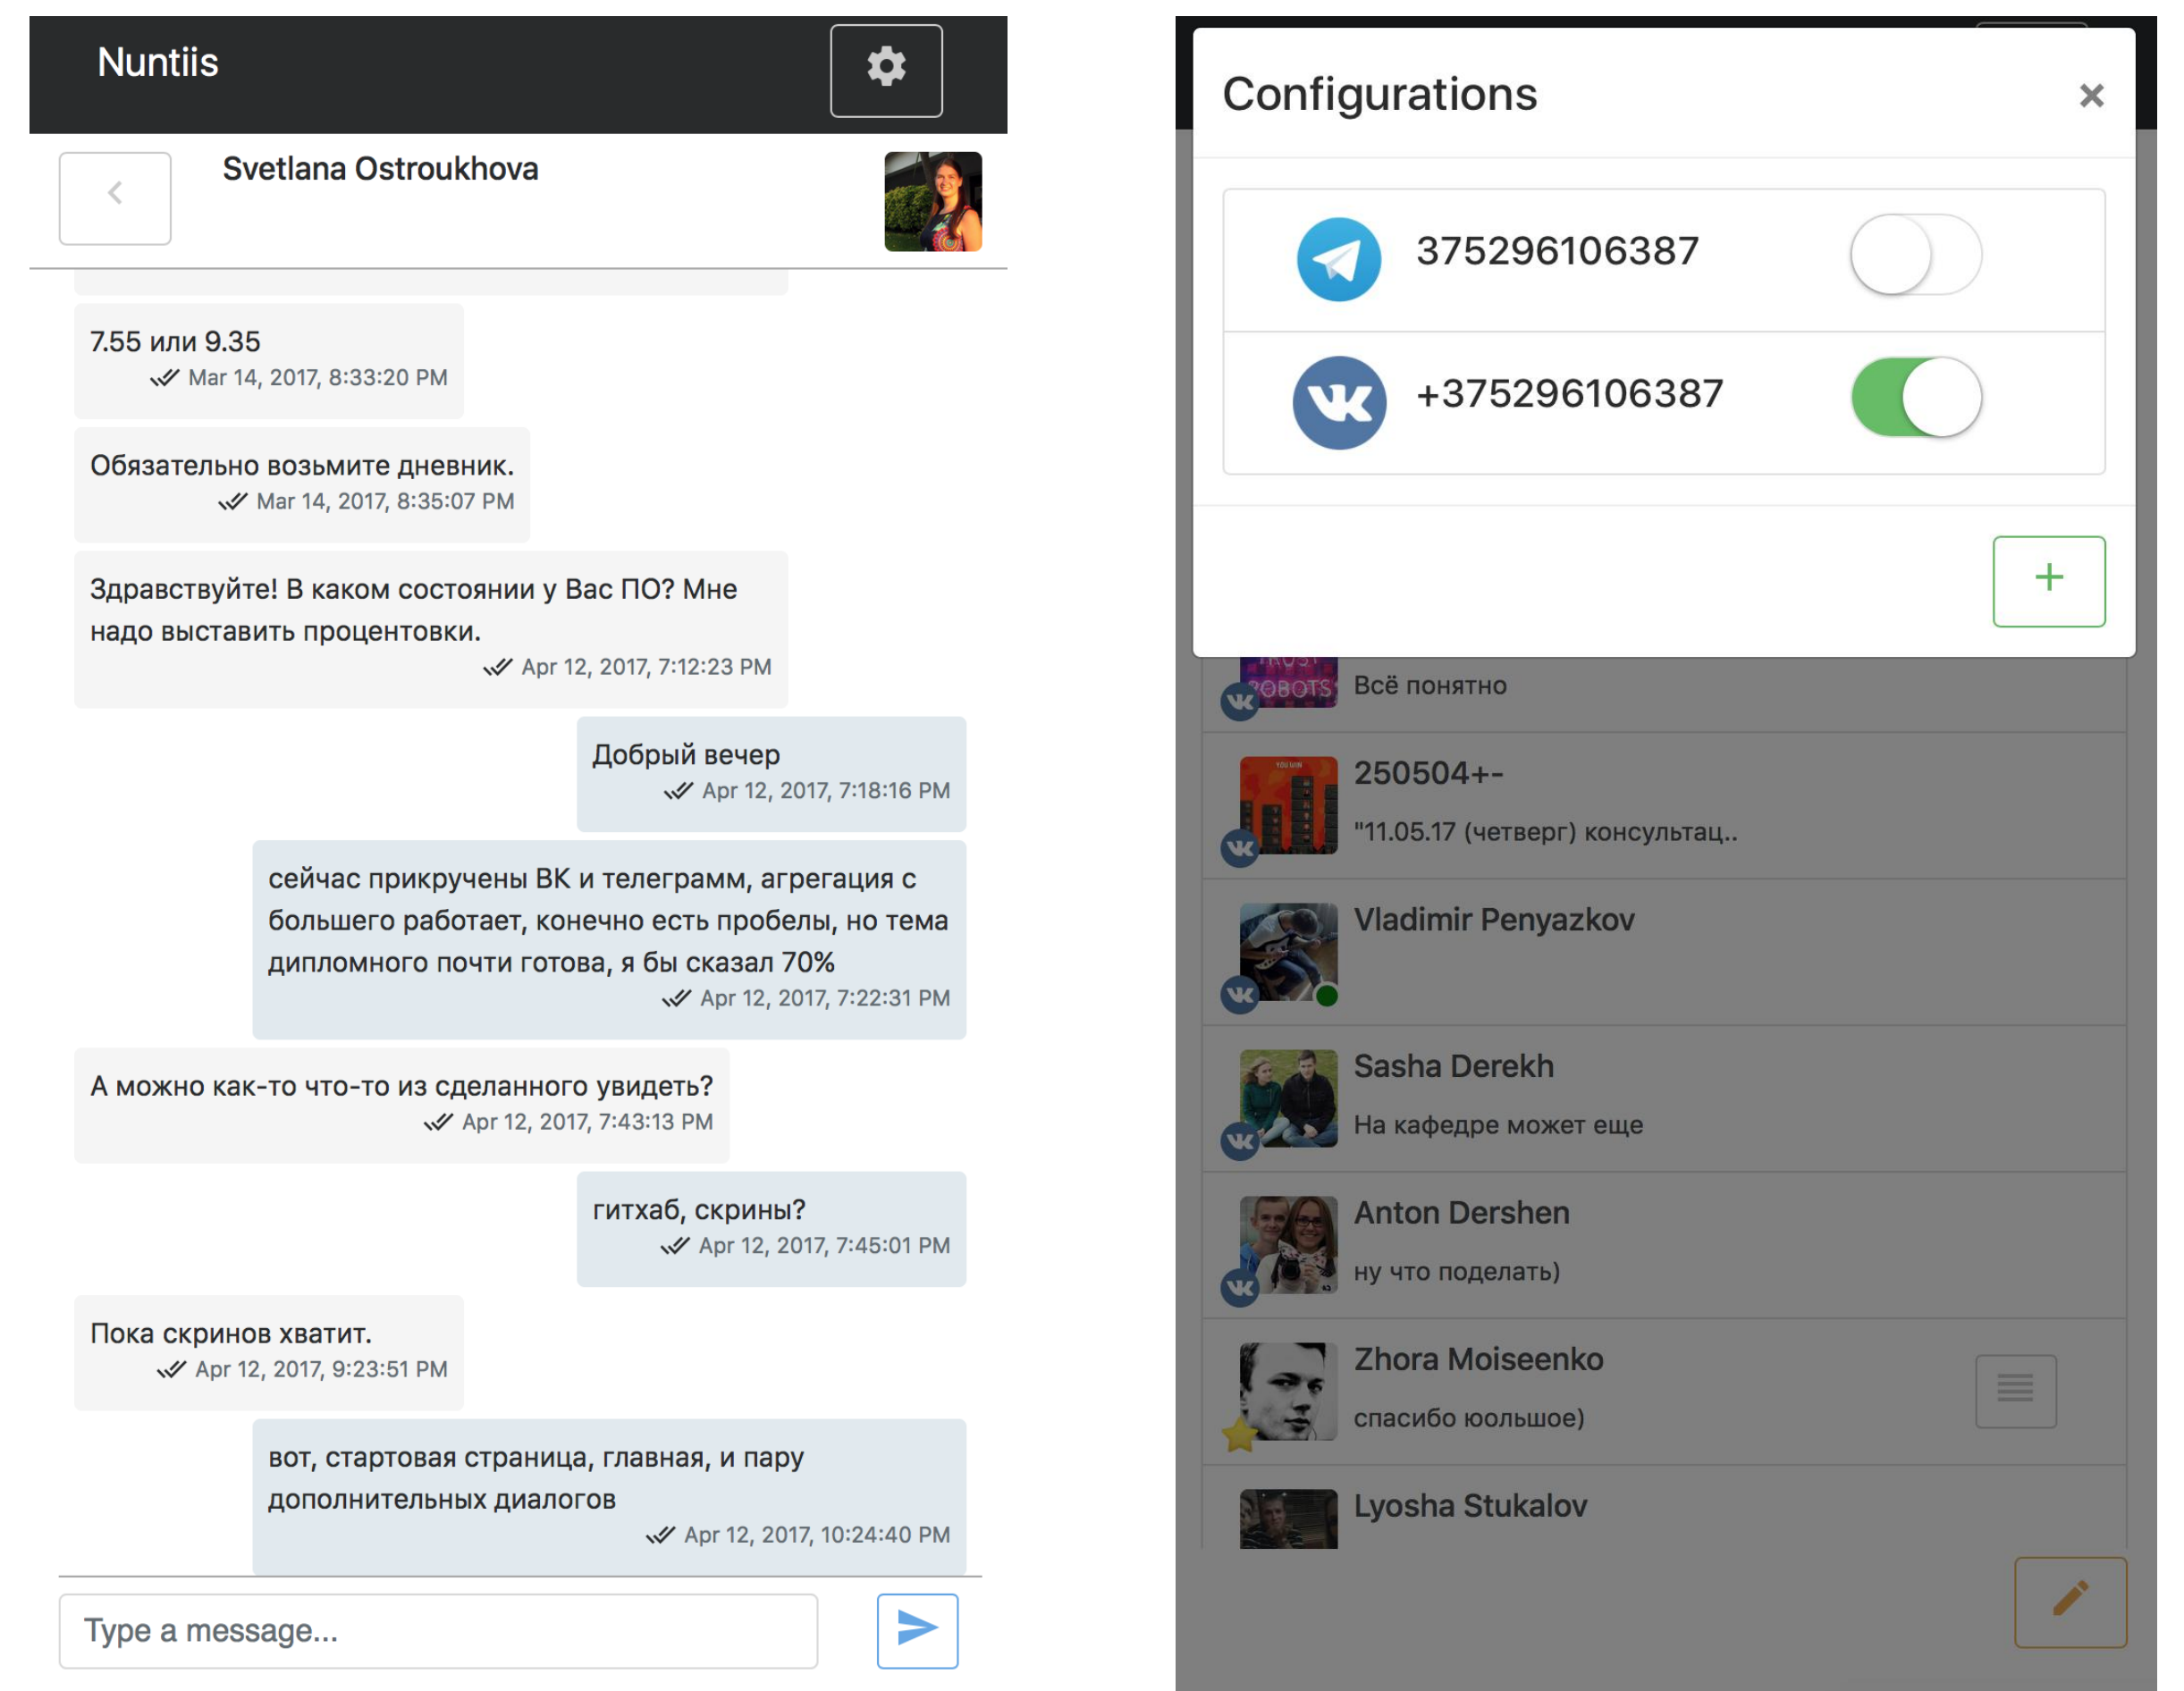 Nuntiis
Svetlana Ostroukhova
7.55 или 9.35
Mar 14, 2017, 8:33:20 PM
Обязательно возьмите дневник.
Mar 14, 2017, 8:35:07 PM
Здравствуйте! В каком состоянии у Вас ПО? Мне
надо выставить процентовки.
Apr 12, 2017, 7:12:23 PM
Добрый вечер
Apr 12, 2017, 7:18:16 PM
сейчас прикручены ВК и телеграмм, агрегация с
большего работает, конечно есть пробелы, но тема
дипломного почти готова, я бы сказал 70%
Apr 12, 2017, 7:22:31 PM
А можно как-то что-то из сделанного увидеть?
Apr 12, 2017, 7:43:13 PM
гитхаб, скрины?
Apr 12, 2017, 7:45:01 PM
Пока скринов хватит.
Apr 12, 2017, 9:23:51 PM
вот, стартовая страница, главная, и пару
дополнительных диалогов
Apr 12, 2017, 10:24:40 PM
Type a message...
Configurations
375296106387
+375296106387
TRUST
ROBOTS
Всё понятно
YOU WIN
250504+-
"11.05.17 (четверг) консультац..
Vladimir Penyazkov
Sasha Derekh
На кафедре может еще
Anton Dershen
ну что поделать)
Zhora Moiseenko
спасибо юольшое)
Lyosha Stukalov